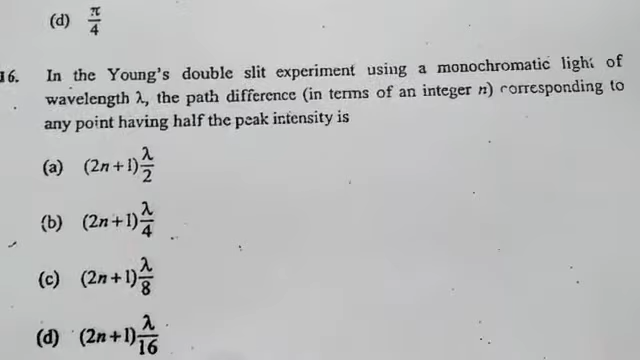 (d) π/4
16. In the Young's double slit experiment using a monochromatic light of
wavelength λ, the path difference (in terms of an integer n) corresponding to
any point having half the peak intensity is
(a) (2n+1)λ/2
(b) (2n+1)λ/4
(c) (2n+1)λ/8
(d) (2n+1)λ/16